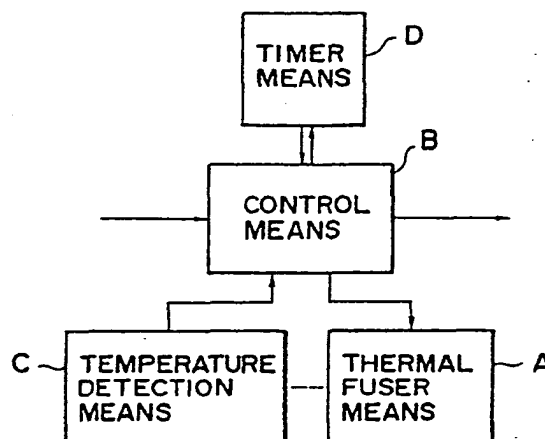 TIMER
MEANS
D
B
CONTROL
MEANS
C
TEMPERATURE
DETECTION
MEANS
THERMAL
FUSER
MEANS
A